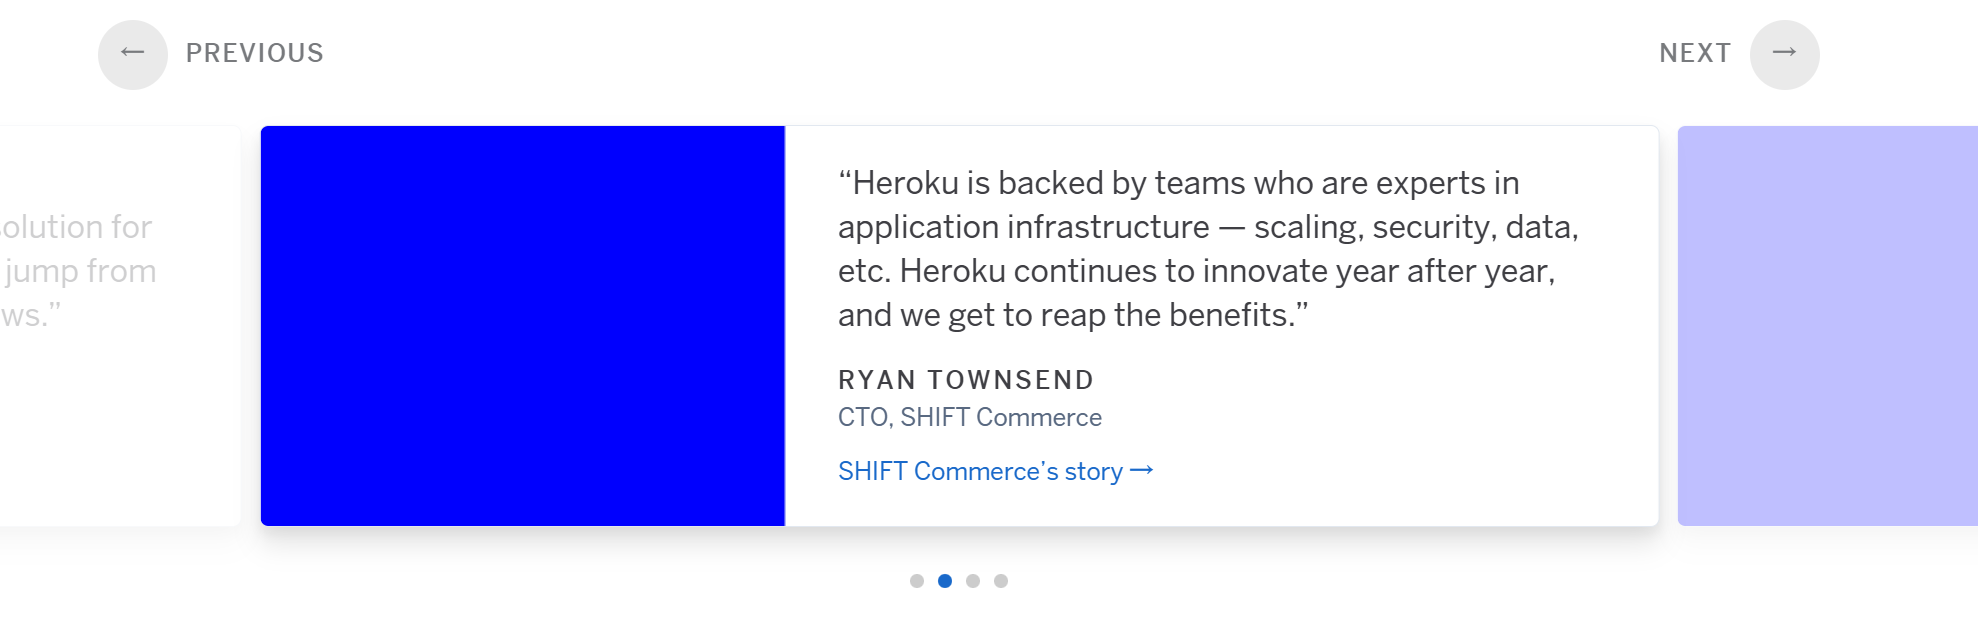 ← PREVIOUS
NEXT →
olution for
jump from
ws.”
“Heroku is backed by teams who are experts in
application infrastructure — scaling, security, data,
etc. Heroku continues to innovate year after year,
and we get to reap the benefits.”
RYAN TOWNSEND
CTO, SHIFT Commerce
SHIFT Commerce’s story →